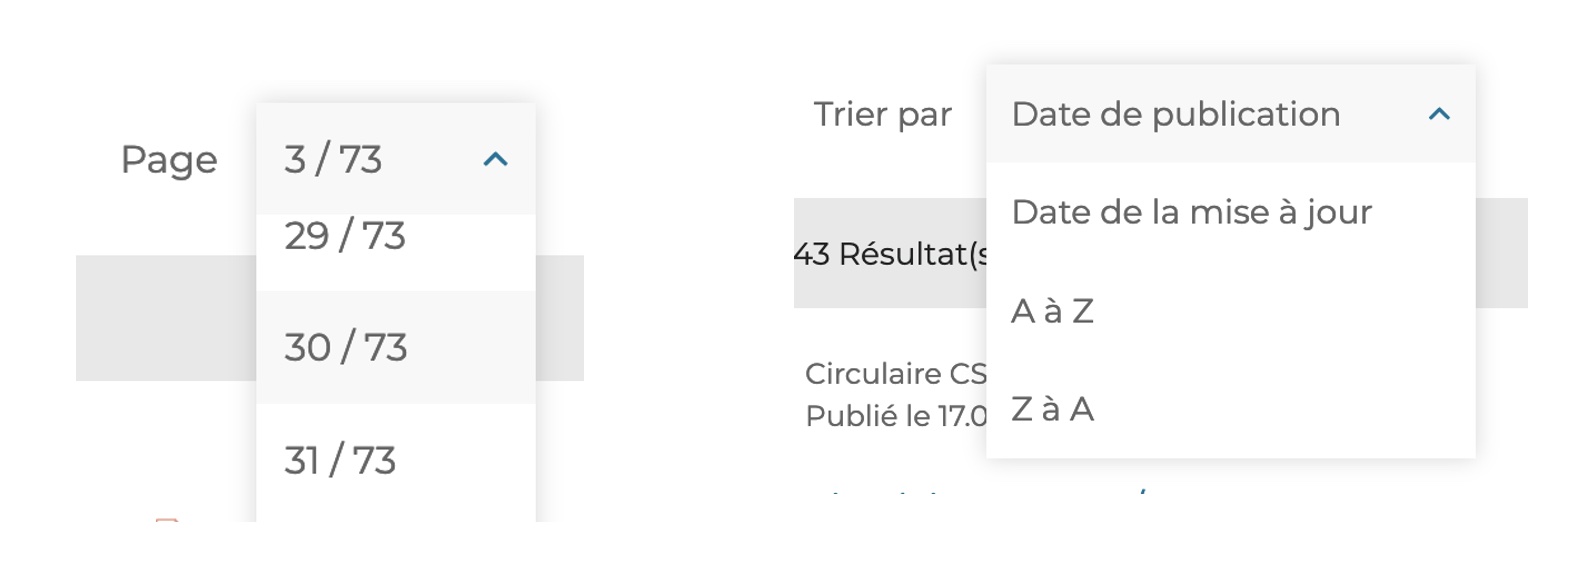 Page
3 / 73
29 / 73
30 / 73
31 / 73
Trier par
Date de publication
Date de la mise à jour
A à Z
Z à A
43 Résultat(s
Circulaire CS
Publié le 17.0